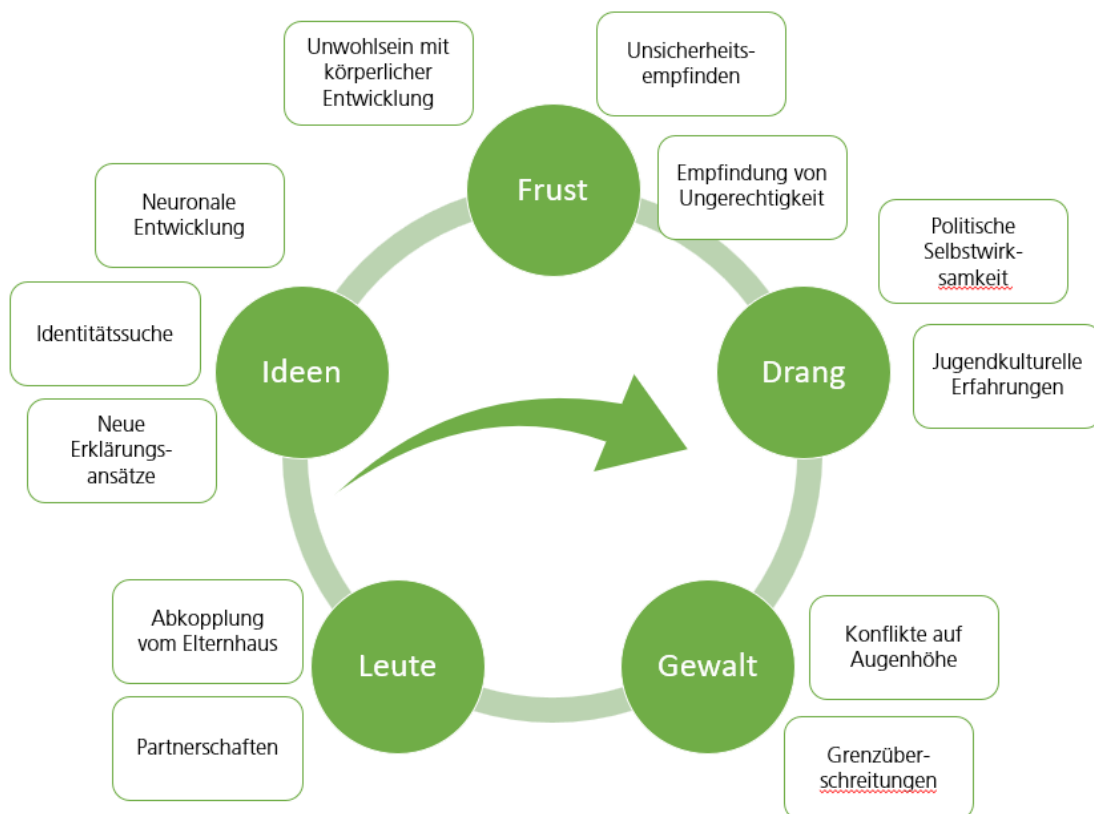 Unwohlsein mit
körperlicher
Entwicklung
Unsicherheits-
empfinden
Frust
Empfindung von
Ungerechtigkeit
Neuronale
Entwicklung
Politische
Selbstwirk-
samkeit
Identitätssuche
Ideen
Drang
Jugendkulturelle
Erfahrungen
Neue
Erklärungs-
ansätze
Abkopplung
vom Elternhaus
Leute
Gewalt
Konflikte auf
Augenhöhe
Partnerschaften
Grenzüber-
schreitungen